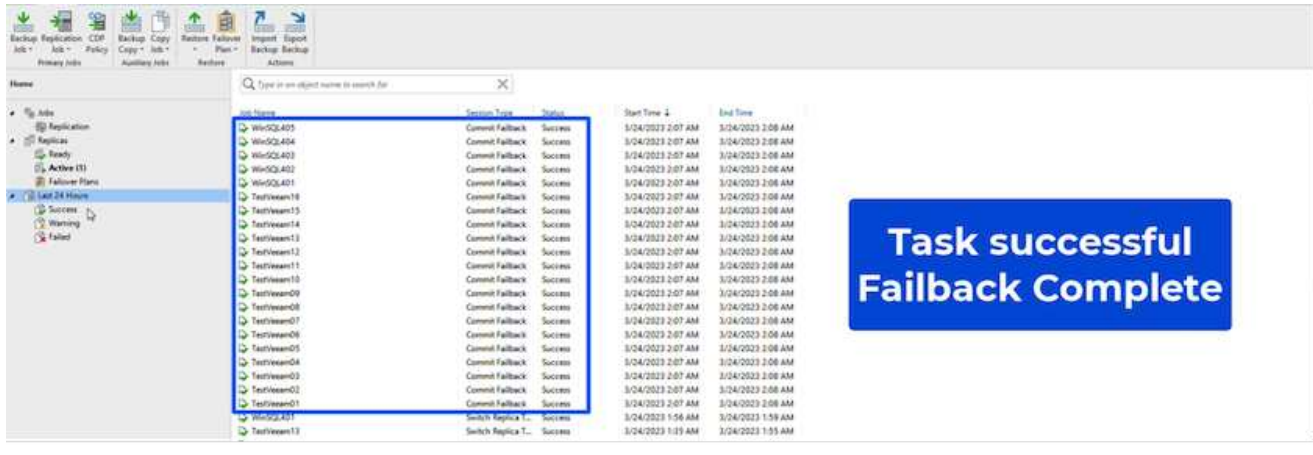 Backup Replication CDP Backup Copy Restore Failover Import Export
Job Job Policy Copy Job Plan Backup Backup
Primary Jobs Auxiliary Jobs Restore Actions
Home
Type in an object name to search for
Jobs
Replication
Replicas
Ready
Active (1)
Failover Plans
Last 24 Hours
Success
Warning
Failed
Job Name Session Type Status Start Time End Time
WinSQL405 Commit Failback Success 3/24/2023 2:07 AM 3/24/2023 2:08 AM
WinSQL404 Commit Failback Success 3/24/2023 2:07 AM 3/24/2023 2:08 AM
WinSQL403 Commit Failback Success 3/24/2023 2:07 AM 3/24/2023 2:08 AM
WinSQL402 Commit Failback Success 3/24/2023 2:07 AM 3/24/2023 2:08 AM
WinSQL401 Commit Failback Success 3/24/2023 2:07 AM 3/24/2023 2:08 AM
TestVeeam16 Commit Failback Success 3/24/2023 2:07 AM 3/24/2023 2:08 AM
TestVeeam15 Commit Failback Success 3/24/2023 2:07 AM 3/24/2023 2:08 AM
TestVeeam14 Commit Failback Success 3/24/2023 2:07 AM 3/24/2023 2:08 AM
TestVeeam13 Commit Failback Success 3/24/2023 2:07 AM 3/24/2023 2:08 AM
TestVeeam12 Commit Failback Success 3/24/2023 2:07 AM 3/24/2023 2:08 AM
TestVeeam11 Commit Failback Success 3/24/2023 2:07 AM 3/24/2023 2:08 AM
TestVeeam10 Commit Failback Success 3/24/2023 2:07 AM 3/24/2023 2:08 AM
TestVeeam09 Commit Failback Success 3/24/2023 2:07 AM 3/24/2023 2:08 AM
TestVeeam08 Commit Failback Success 3/24/2023 2:07 AM 3/24/2023 2:08 AM
TestVeeam07 Commit Failback Success 3/24/2023 2:07 AM 3/24/2023 2:08 AM
TestVeeam06 Commit Failback Success 3/24/2023 2:07 AM 3/24/2023 2:08 AM
TestVeeam05 Commit Failback Success 3/24/2023 2:07 AM 3/24/2023 2:08 AM
TestVeeam04 Commit Failback Success 3/24/2023 2:07 AM 3/24/2023 2:08 AM
TestVeeam03 Commit Failback Success 3/24/2023 2:07 AM 3/24/2023 2:08 AM
TestVeeam02 Commit Failback Success 3/24/2023 2:07 AM 3/24/2023 2:08 AM
TestVeeam01 Commit Failback Success 3/24/2023 2:07 AM 3/24/2023 2:08 AM
WinSQL401 Switch Replica T... Success 3/24/2023 1:56 AM 3/24/2023 1:59 AM
TestVeeam13 Switch Replica T... Success 3/24/2023 1:55 AM
Task successful
Failback Complete